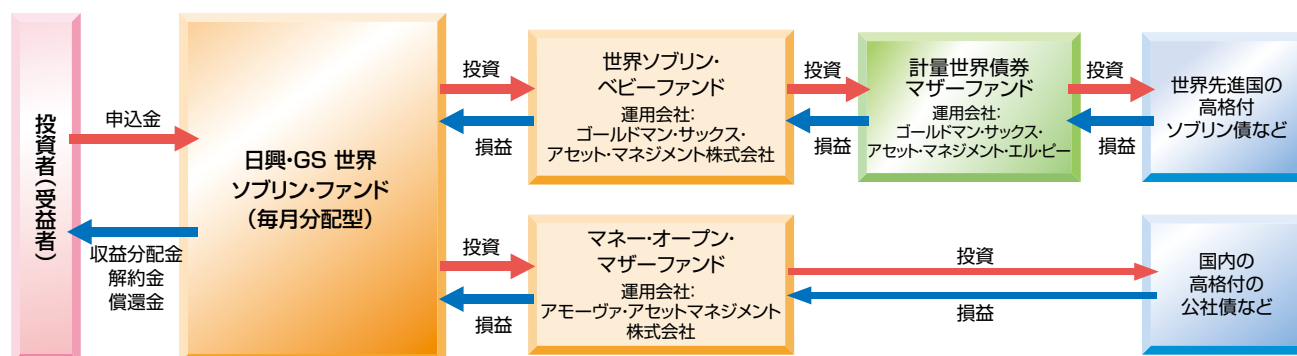 投資者(受益者)
申込金
収益分配金
解約金
償還金
日興・GS 世界
ソブリン・ファンド
(毎月分配型)
投資
損益
世界ソブリン・
ベビーファンド
運用会社:
ゴールドマン・サックス・
アセット・マネジメント株式会社
投資
損益
計量世界債券
マザーファンド
運用会社:
ゴールドマン・サックス・
アセット・マネジメント・エル・ピー
投資
損益
世界先進国の
高格付
ソブリン債など
投資
損益
マネー・オープン・
マザーファンド
運用会社:
アモーヴァ・アセットマネジメント
株式会社
投資
損益
国内の
高格付の
公社債など